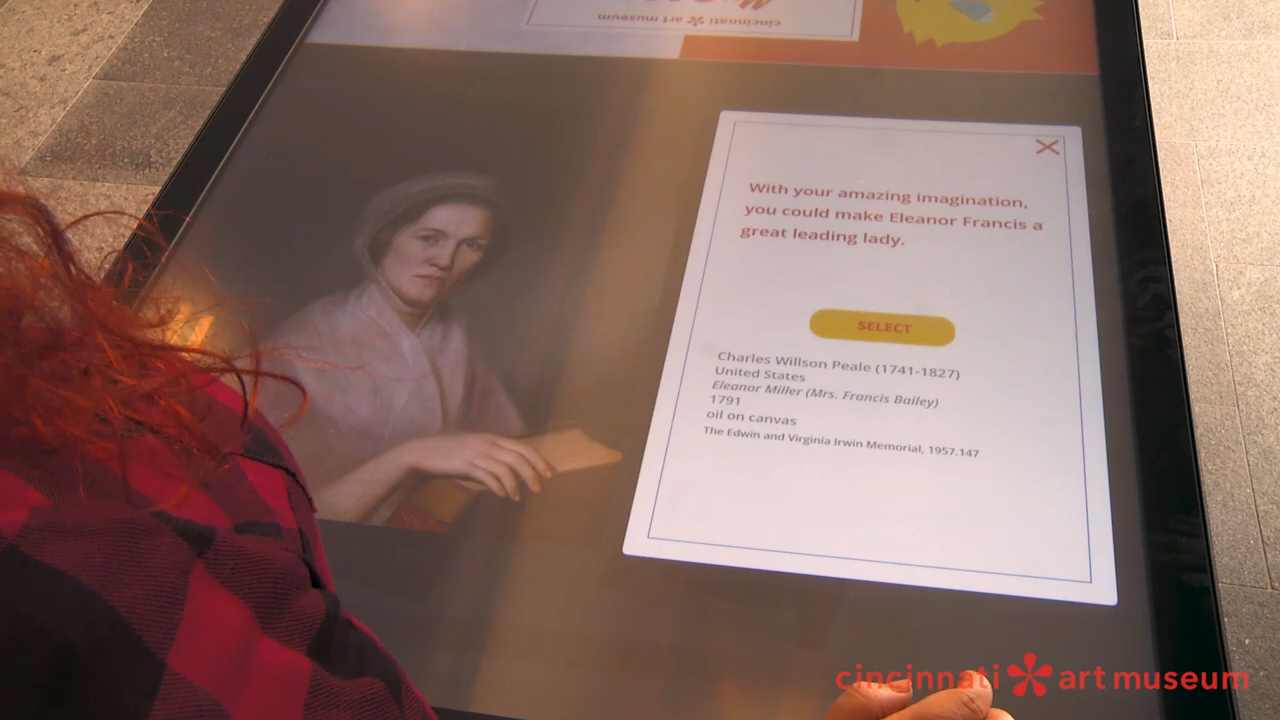 cincinnati art museum
With your amazing imagination,
you could make Eleanor Francis a
great leading lady.
SELECT
Charles Willson Peale (1741-1827)
United States
Eleanor Miller (Mrs. Francis Bailey)
1791
oil on canvas
The Edwin and Virginia Irwin Memorial, 1957.147
cincinnati art museum